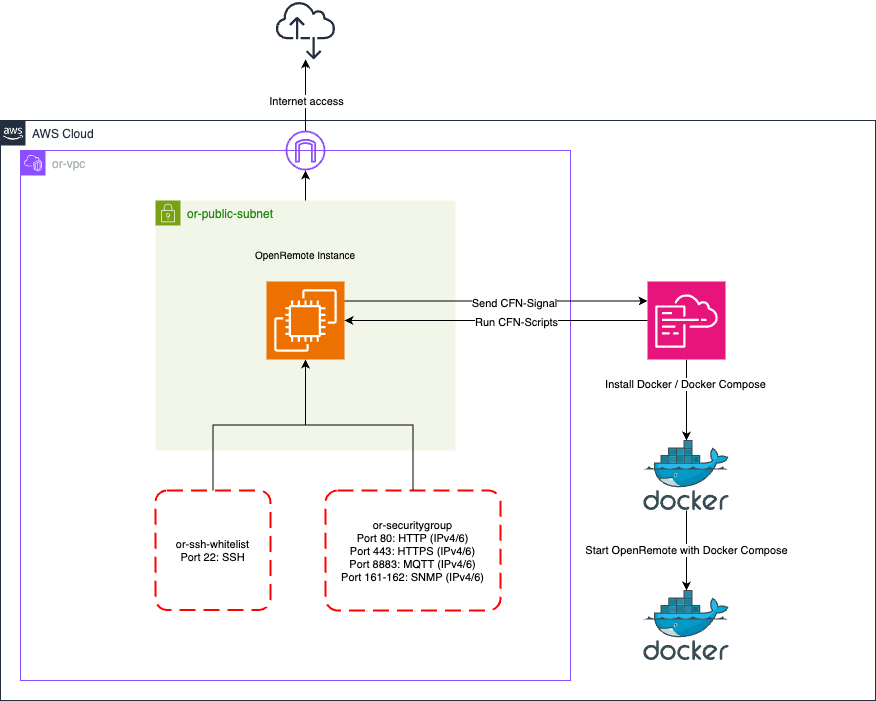 Internet access
aws
AWS Cloud
or-vpc
or-public-subnet
OpenRemote Instance
Send CFN-Signal
Run CFN-Scripts
Install Docker / Docker Compose
docker
or-ssh-whitelist
Port 22: SSH
or-securitygroup
Port 80: HTTP (IPv4/6)
Port 443: HTTPS (IPv4/6)
Port 8883: MQTT (IPv4/6)
Port 161-162: SNMP (IPv4/6)
Start OpenRemote with Docker Compose
docker